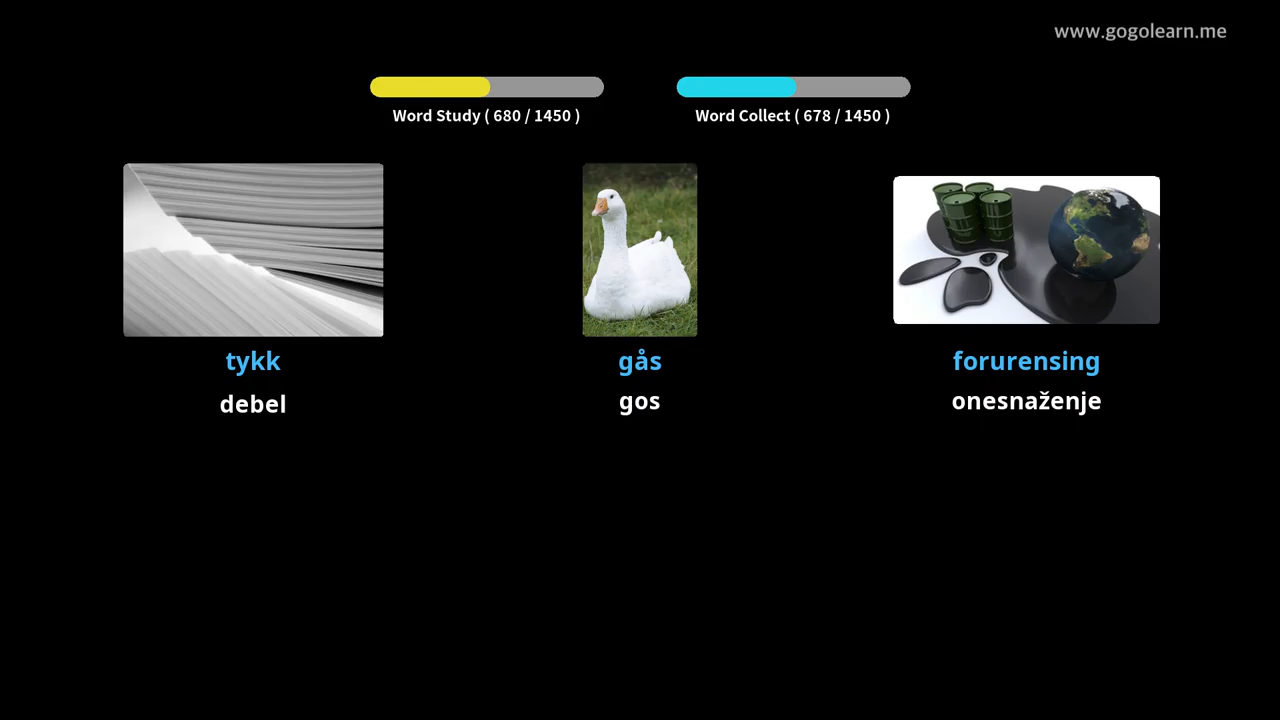 www.gogolearn.me
Word Study ( 680 / 1450 )
Word Collect ( 678 / 1450 )
tykk
debel
gås
gos
forurensing
onesnaženje